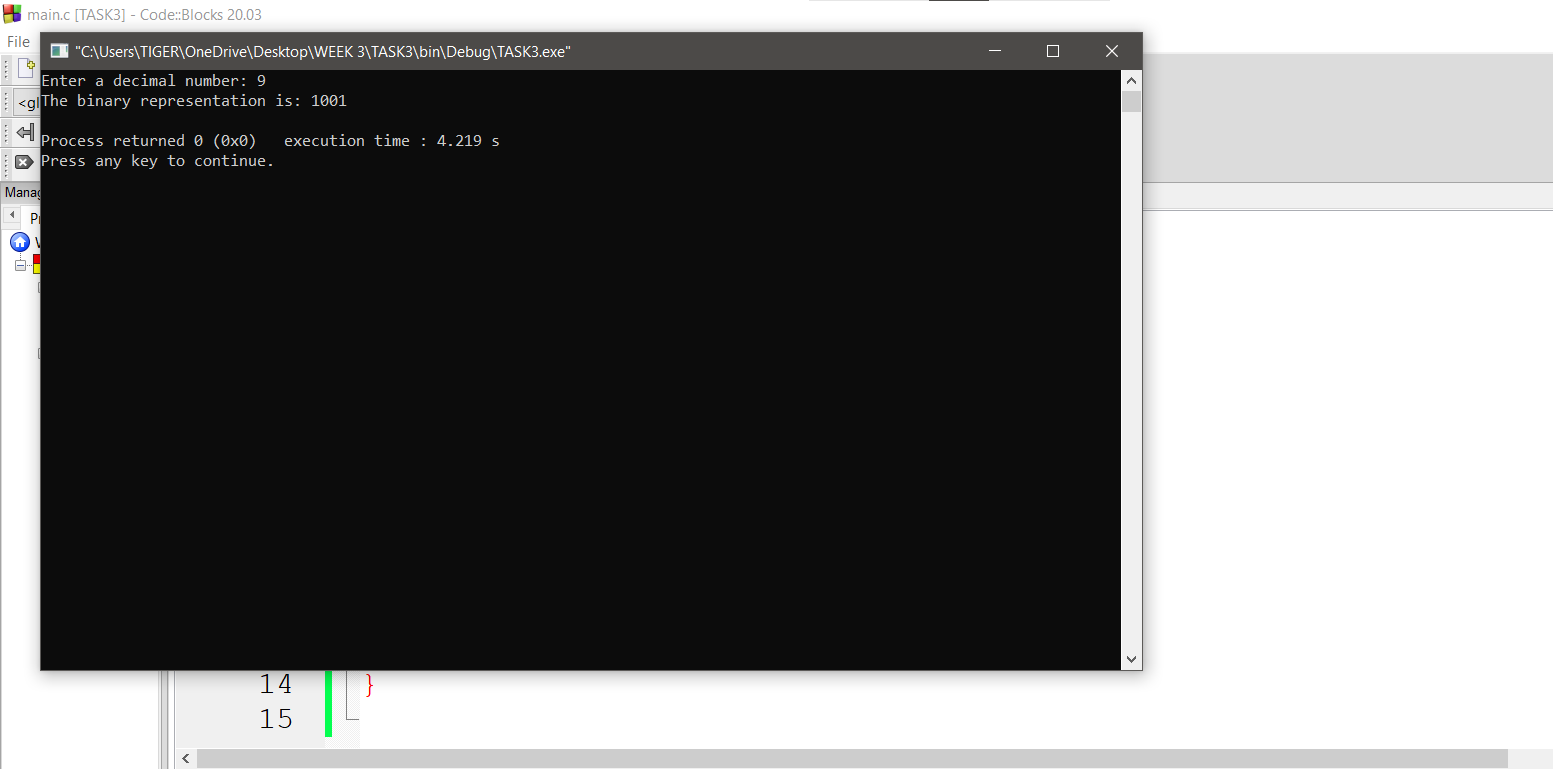 main.c [TASK3] - Code::Blocks 20.03
File
"C:\Users\TIGER\OneDrive\Desktop\WEEK 3\TASK3\bin\Debug\TASK3.exe"
Enter a decimal number: 9
The binary representation is: 1001
Process returned 0 (0x0)   execution time : 4.219 s
Press any key to continue.
<gl
Manag
14 }
15